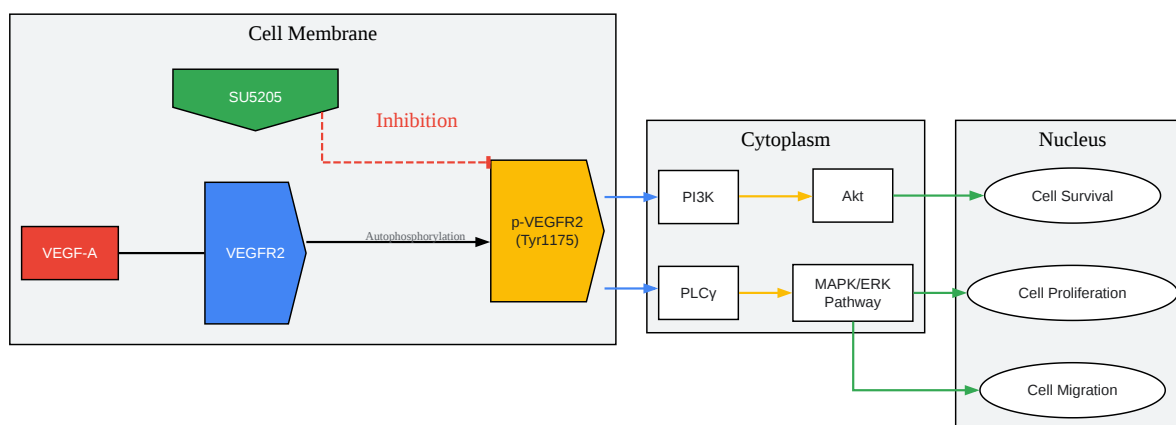 Cell Membrane
SU5205
Inhibition
VEGF-A
VEGFR2
Autophosphorylation
p-VEGFR2
(Tyr1175)
Cytoplasm
PI3K
Akt
PLCγ
MAPK/ERK
Pathway
Nucleus
Cell Survival
Cell Proliferation
Cell Migration